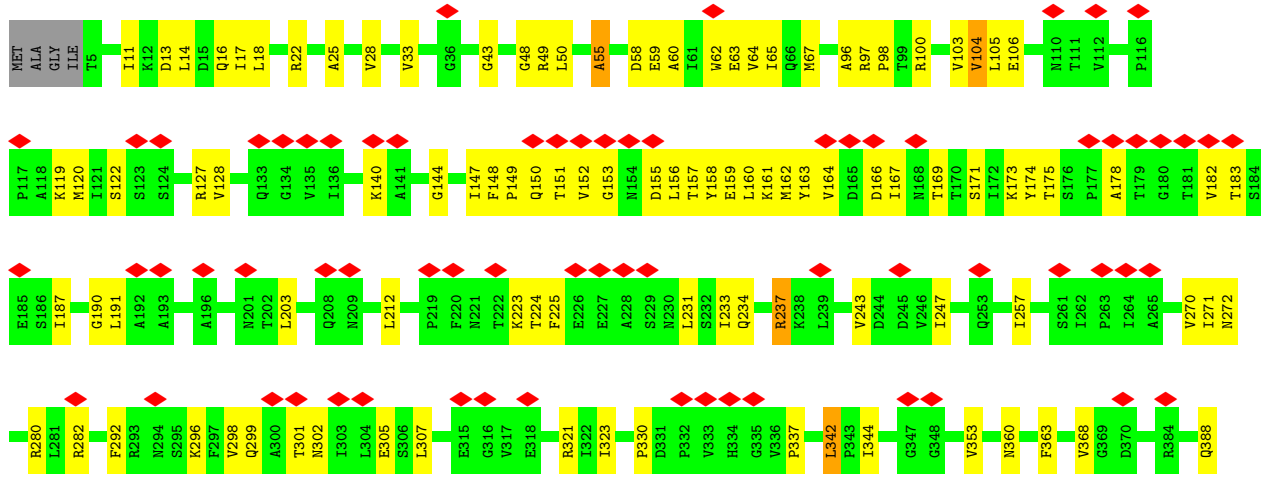 MET ALA GLY ILE T5 I11 K12 D13 L14 D15 Q16 I17 L18 R22 A25 V28 V33 G36 G43 G48 R49 L50 A55 D58 E59 A60 I61 W62 E63 V64 I65 Q66 M67 A96 R97 P98 T99 R100 V103 V104 L105 E106 N110 T111 V112 P116
P117 A118 K119 M120 I121 S122 S123 S124 R127 V128 Q133 G134 V135 I136 K140 A141 G144 I147 F148 P149 Q150 T151 V152 G153 N154 D155 L156 T157 Y158 E159 L160 K161 M162 Y163 V164 D165 D166 I167 N168 T169 T170 S171 I172 K173 Y174 T175 S176 P177 A178 T179 G180 T181 V182 T183 S184
E185 S186 I187 G190 L191 A192 A193 A196 N201 T202 L203 Q208 N209 L212 P219 F220 N221 T222 K223 T224 F225 E226 E227 A228 S229 N230 L231 S232 I233 Q234 R237 K238 L239 V243 D244 D245 V246 I247 Q253 I257 S261 I262 P263 I264 A265 V270 I271 N272
R280 L281 R282 F292 R293 N294 S295 K296 F297 V298 Q299 A300 T301 N302 I303 L304 E305 S306 L307 E315 G316 V317 E318 R321 I322 I323 P330 D331 P332 V333 H334 G335 V336 P337 L342 P343 I344 G347 G348 V353 N360 F363 V368 G369 D370 R384 Q388